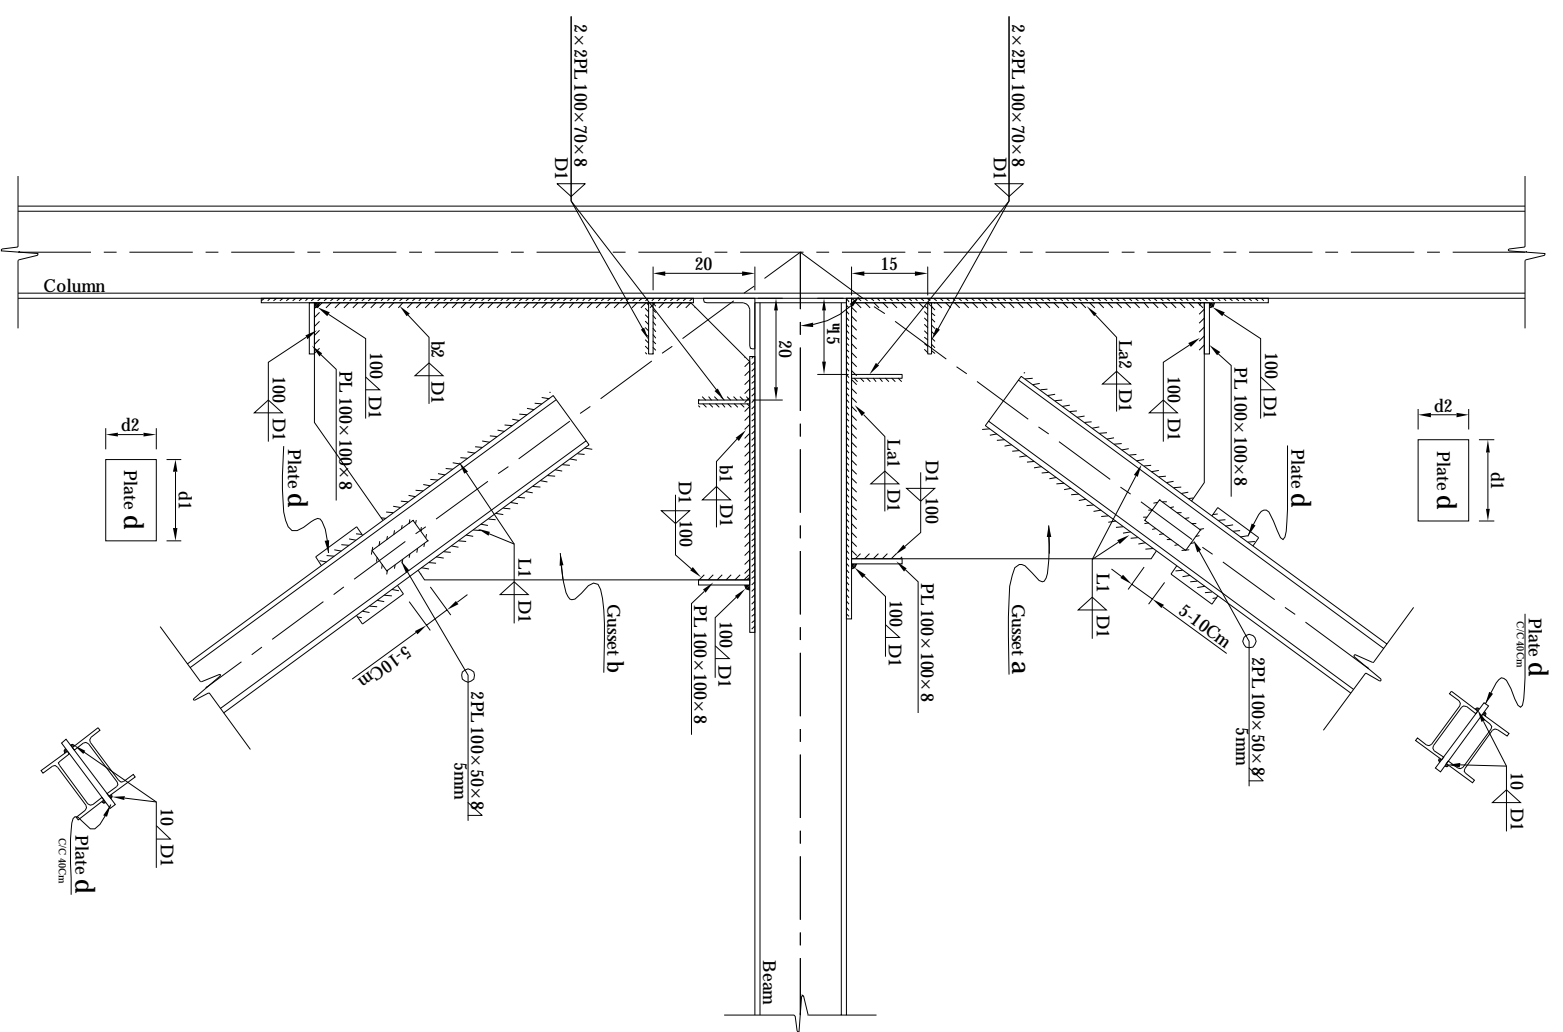 2×2PL 100×70×8
D1
2×2PL 100×70×8
D1
Column
20
15
15
20
b2
D1
100
D1
PL 100×100×8
100
D1
La2
D1
100
D1
PL 100×100×8
100
D1
d2
d1
Plate d
d2
d1
Plate d
Plate d
Plate d
b1
D1
D1
100
La1
D1
D1
100
L1
D1
L1
D1
Gusset b
Gusset a
100
D1
PL 100×100×8
100
D1
PL 100×100×8
5-10Cm
5-10Cm
2PL 100×50×8
5mm
2PL 100×50×8
5mm
Plate d
C/C 40Cm
10
D1
10
D1
Plate d
C/C 40Cm
Beam